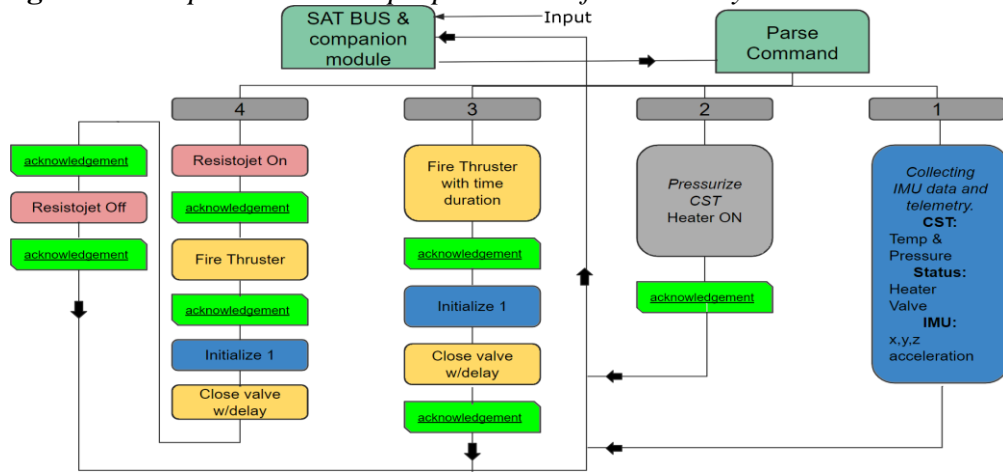 SAT BUS &
companion
module
Input
Parse
Command
4
3
2
1
acknowledgement
Resistojet Off
acknowledgement
Resistojet On
acknowledgement
Fire Thruster
acknowledgement
Initialize 1
Close valve
w/delay
Fire Thruster
with time
duration
acknowledgement
Initialize 1
Close valve
w/delay
acknowledgement
Pressurize
CST
Heater ON
acknowledgement
Collecting
IMU data and
telemetry.
CST:
Temp &
Pressure
Status:
Heater
Valve
IMU:
x,y,z
acceleration